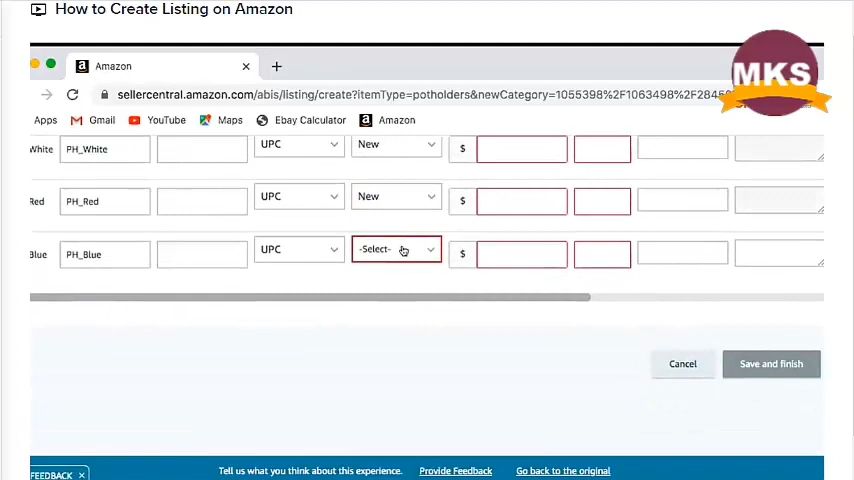 How to Create Listing on Amazon
Amazon
sellercentral.amazon.com/abis/listing/create?itemType=potholders&newCategory=1055398%2F1063498%2F
MKS
Apps Gmail YouTube Maps Ebay Calculator Amazon
White PH_White UPC New $
Red PH_Red UPC New $
Blue PH_Blue UPC -Select- $
Cancel Save and finish
FEEDBACK Tell us what you think about this experience. Provide Feedback Go back to the original